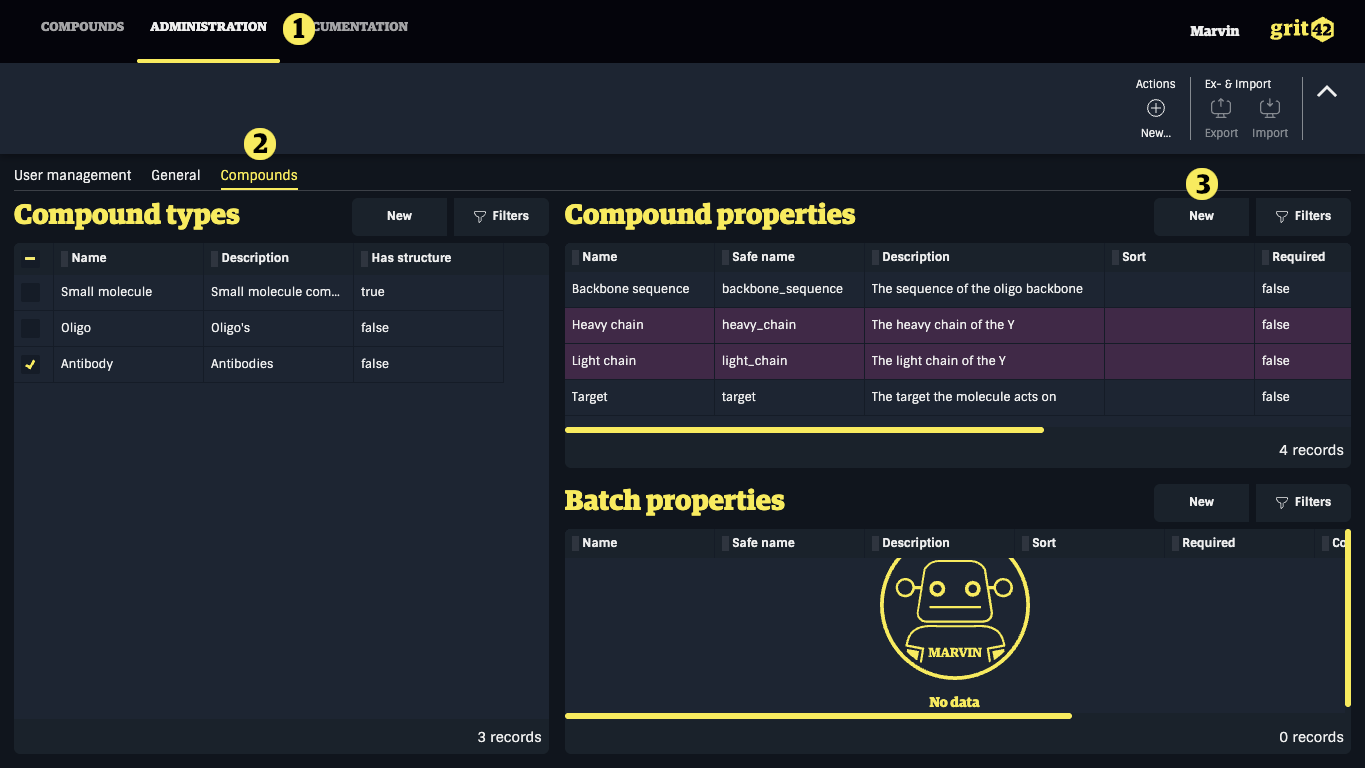 COMPOUNDS ADMINISTRATION 1 CUMENTATION Marvin grit42
Actions Ex- & Import
New... Export Import
2
User management General Compounds
3
Compound types New Filters
Name Description Has structure
Small molecule Small molecule com... true
Oligo Oligo's false
Antibody Antibodies false
3 records
Compound properties New Filters
Name Safe name Description Sort Required
Backbone sequence backbone_sequence The sequence of the oligo backbone false
Heavy chain heavy_chain The heavy chain of the Y false
Light chain light_chain The light chain of the Y false
Target target The target the molecule acts on false
4 records
Batch properties New Filters
Name Safe name Description Sort Required Co
MARVIN
No data
0 records